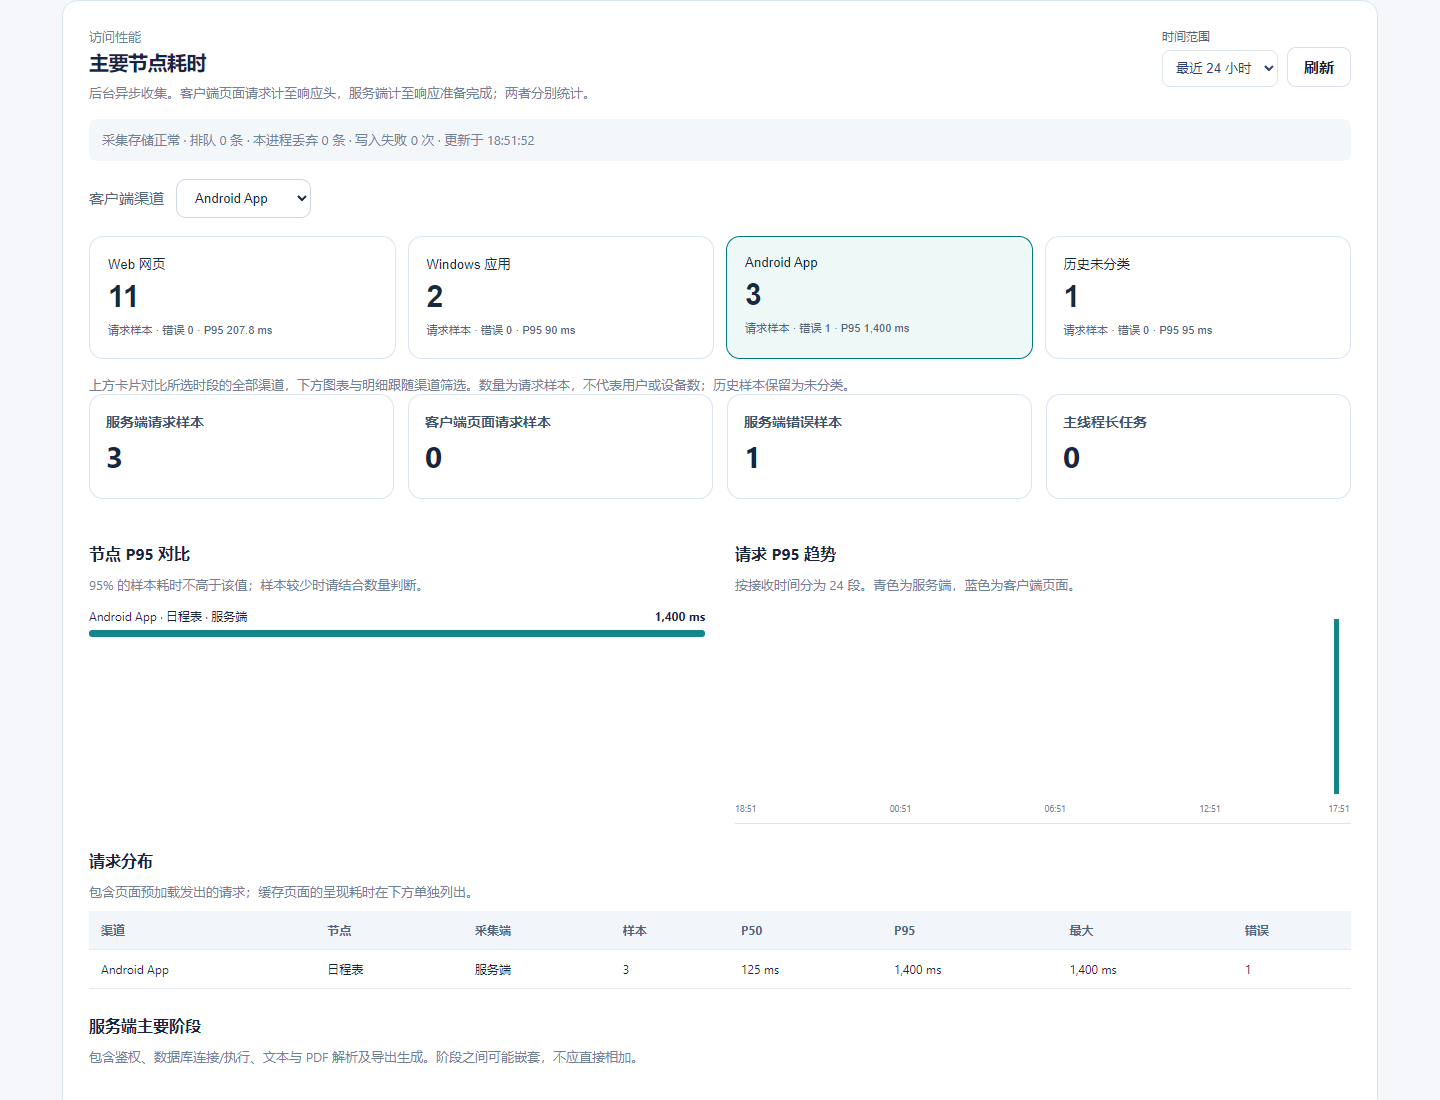 访问性能
主要节点耗时
后台异步收集。客户端页面请求计至响应头，服务端计至响应准备完成；两者分别统计。
时间范围
最近 24 小时
刷新
采集存储正常 · 排队 0 条 · 本进程丢弃 0 条 · 写入失败 0 次 · 更新于 18:51:52
客户端渠道
Android App
Web 网页
11
请求样本 · 错误 0 · P95 207.8 ms
Windows 应用
2
请求样本 · 错误 0 · P95 90 ms
Android App
3
请求样本 · 错误 1 · P95 1,400 ms
历史未分类
1
请求样本 · 错误 0 · P95 95 ms
上方卡片对比所选时段的全部渠道，下方图表与明细跟随渠道筛选。数量为请求样本，不代表用户或设备数；历史样本保留为未分类。
服务端请求样本
3
客户端页面请求样本
0
服务端错误样本
1
主线程长任务
0
节点 P95 对比
95% 的样本耗时不高于该值；样本较少时请结合数量判断。
Android App · 日程表 · 服务端 1,400 ms
请求 P95 趋势
按接收时间分为 24 段。青色为服务端，蓝色为客户端页面。
18:51 00:51 06:51 12:51 17:51
请求分布
包含页面预加载发出的请求；缓存页面的呈现耗时在下方单独列出。
渠道 节点 采集端 样本 P50 P95 最大 错误
Android App 日程表 服务端 3 125 ms 1,400 ms 1,400 ms 1
服务端主要阶段
包含鉴权、数据库连接/执行、文本与 PDF 解析及导出生成。阶段之间可能嵌套，不应直接相加。